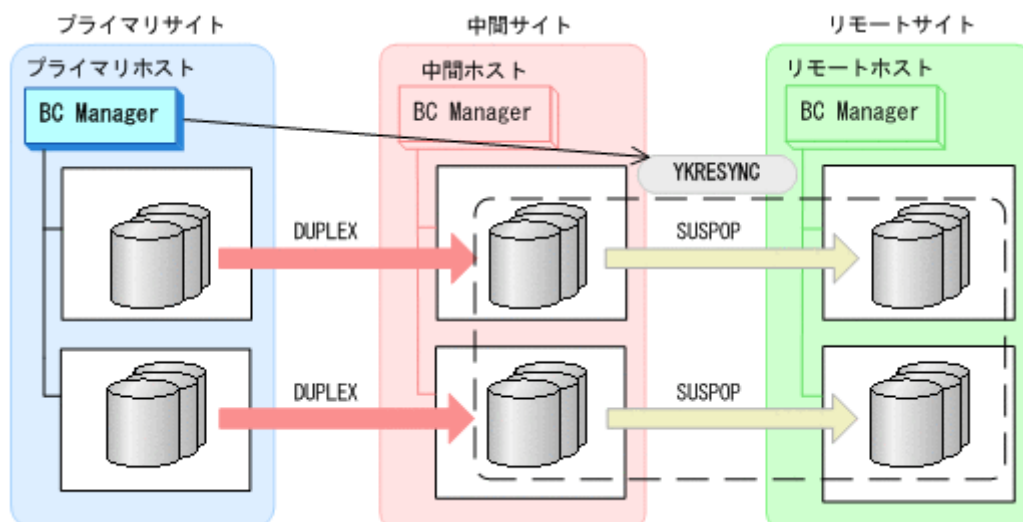 プライマリサイト
中間サイト
リモートサイト
プライマリホスト
中間ホスト
リモートホスト
BC Manager
BC Manager
BC Manager
YKRESYNC
DUPLEX
SUSPOP
DUPLEX
SUSPOP